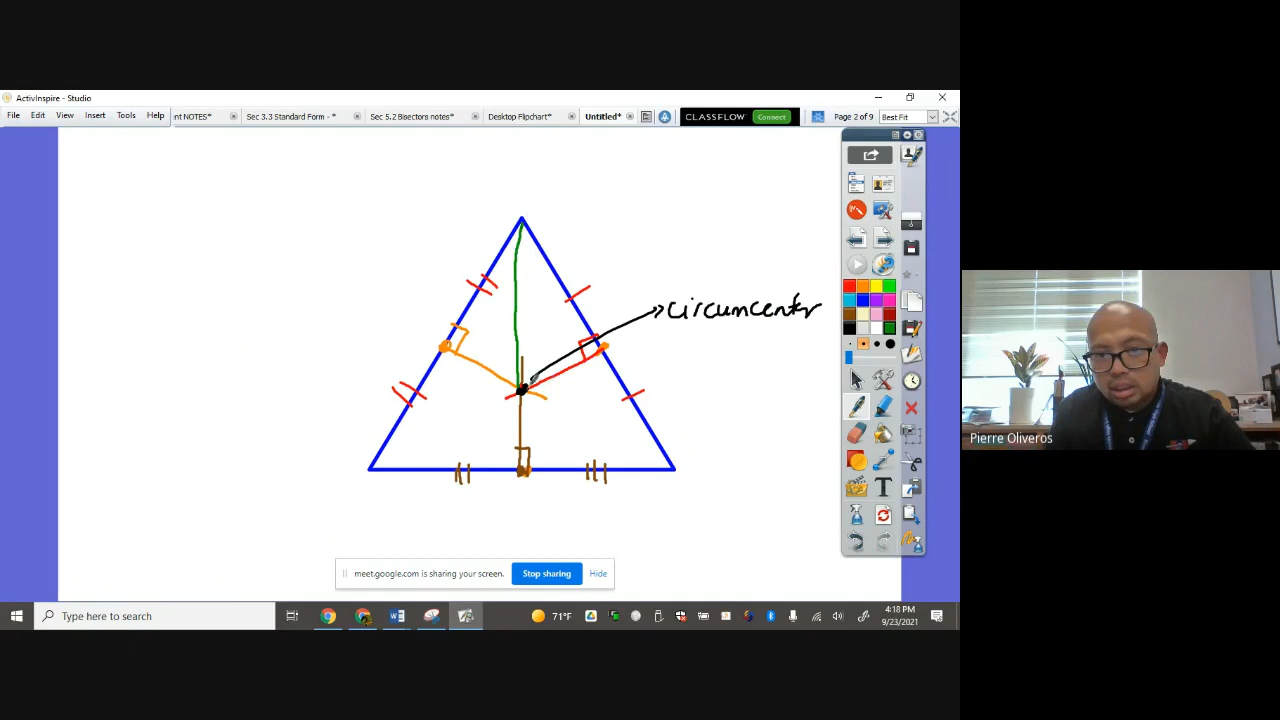 ActivInspire - Studio
File Edit View Insert Tools Help
nt NOTES* Sec 3.3 Standard Form - * Sec 5.2 Bisectors notes* Desktop Flipchart* Untitled* CLASSFLOW Connect Page 2 of 9 Best Fit
circumcenter
T
Pierre Oliveros
meet.google.com is sharing your screen. Stop sharing Hide
Type here to search 71°F 4:18 PM
9/23/2021